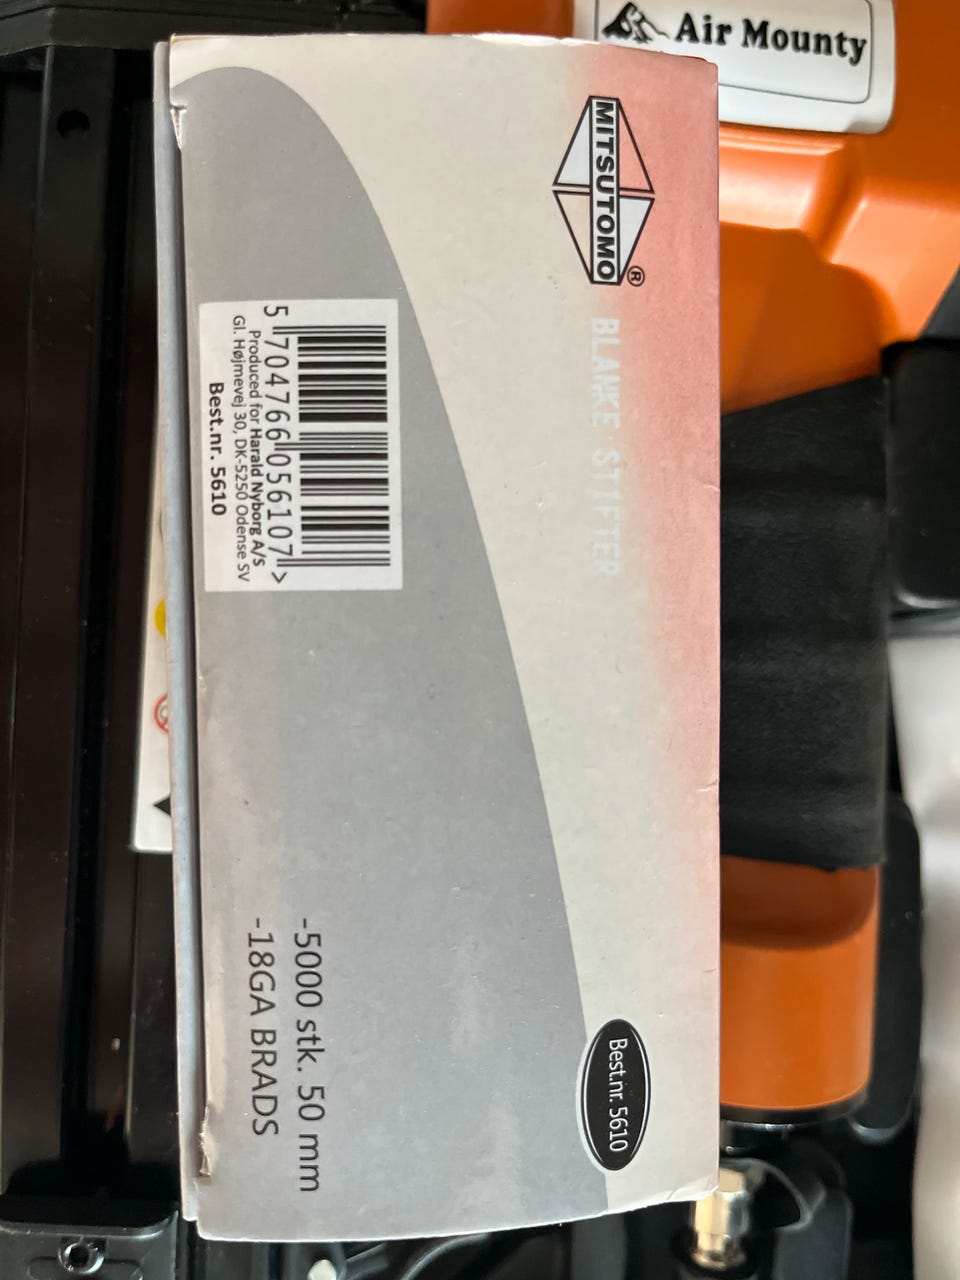 Air Mounty
MITSUTOMO®
BLANKE STIFTER
5 704766 056107 >
Produced for Harald Nyborg A/S
Gl. Højmevej 30, DK-5250 Odense SV
Best.nr. 5610
-5000 stk. 50 mm
-18GA BRADS
Best.nr. 5610